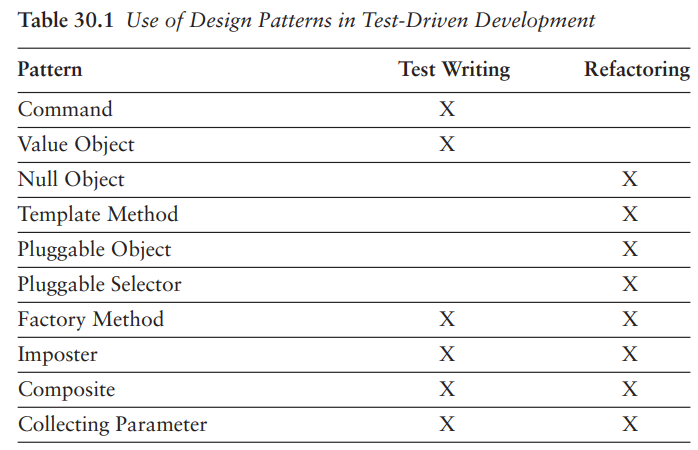 Table 30.1 Use of Design Patterns in Test-Driven Development
Pattern Test Writing Refactoring
Command X
Value Object X
Null Object X
Template Method X
Pluggable Object X
Pluggable Selector X
Factory Method X X
Imposter X X
Composite X X
Collecting Parameter X X